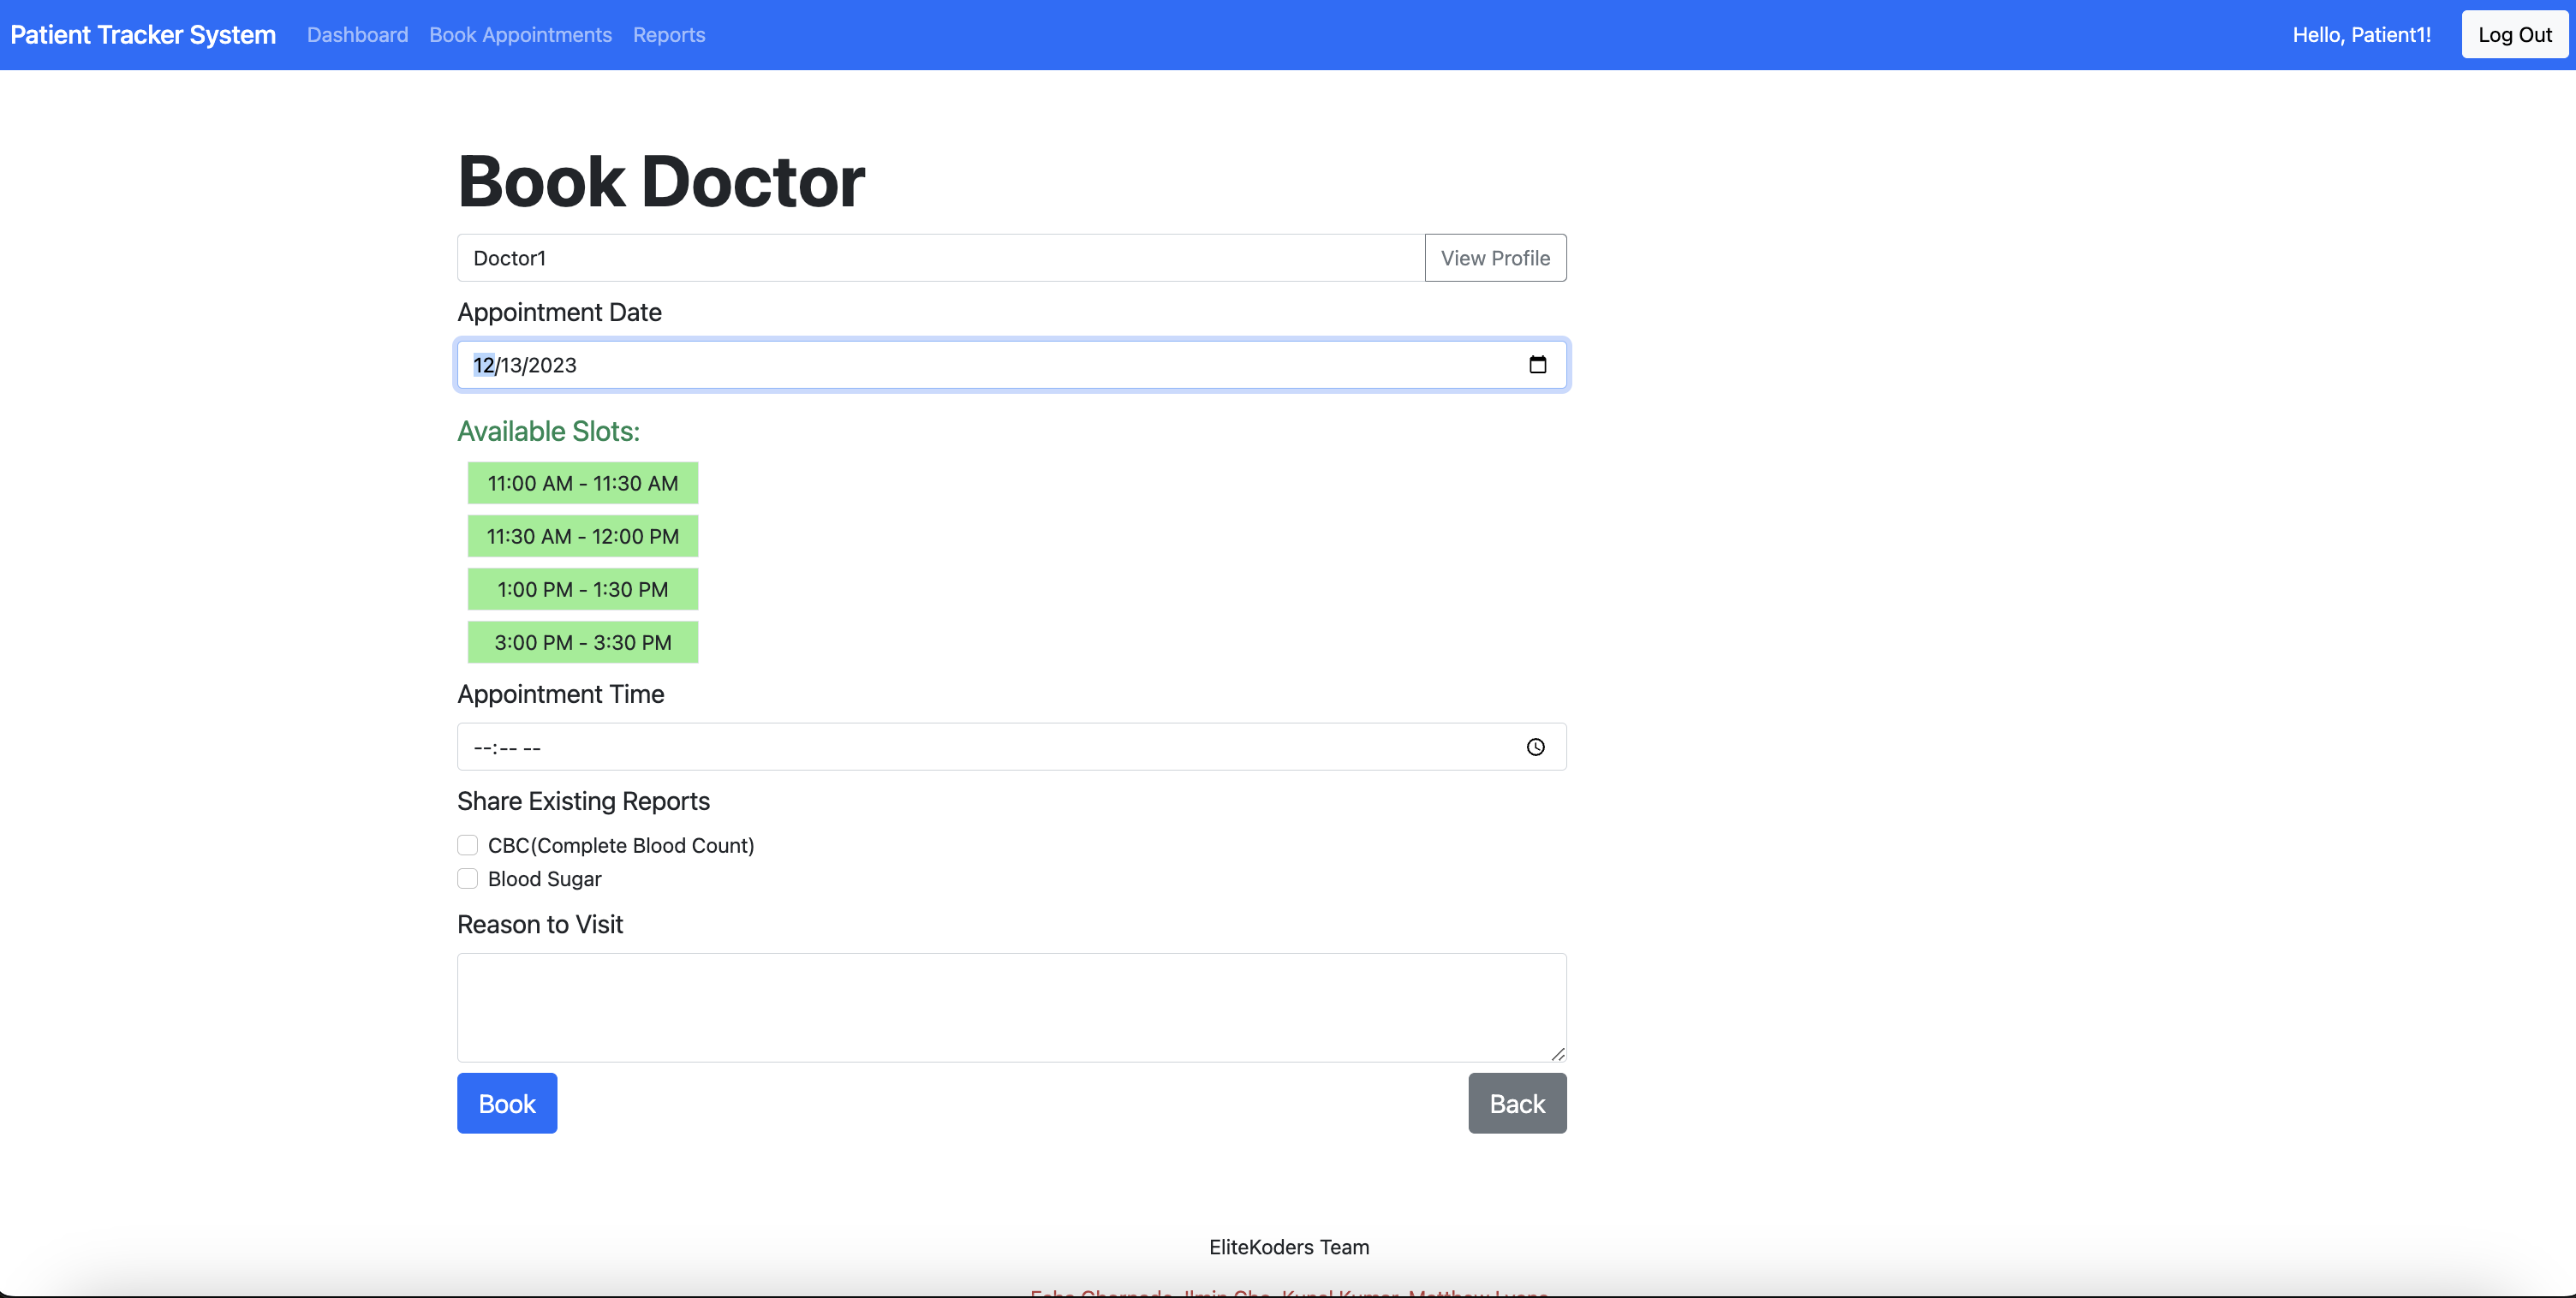 Patient Tracker System Dashboard Book Appointments Reports Hello, Patient1! Log Out
Book Doctor
Doctor1 View Profile
Appointment Date
12/13/2023
Available Slots:
11:00 AM - 11:30 AM
11:30 AM - 12:00 PM
1:00 PM - 1:30 PM
3:00 PM - 3:30 PM
Appointment Time
--:-- --
Share Existing Reports
CBC(Complete Blood Count)
Blood Sugar
Reason to Visit
Book Back
EliteKoders Team